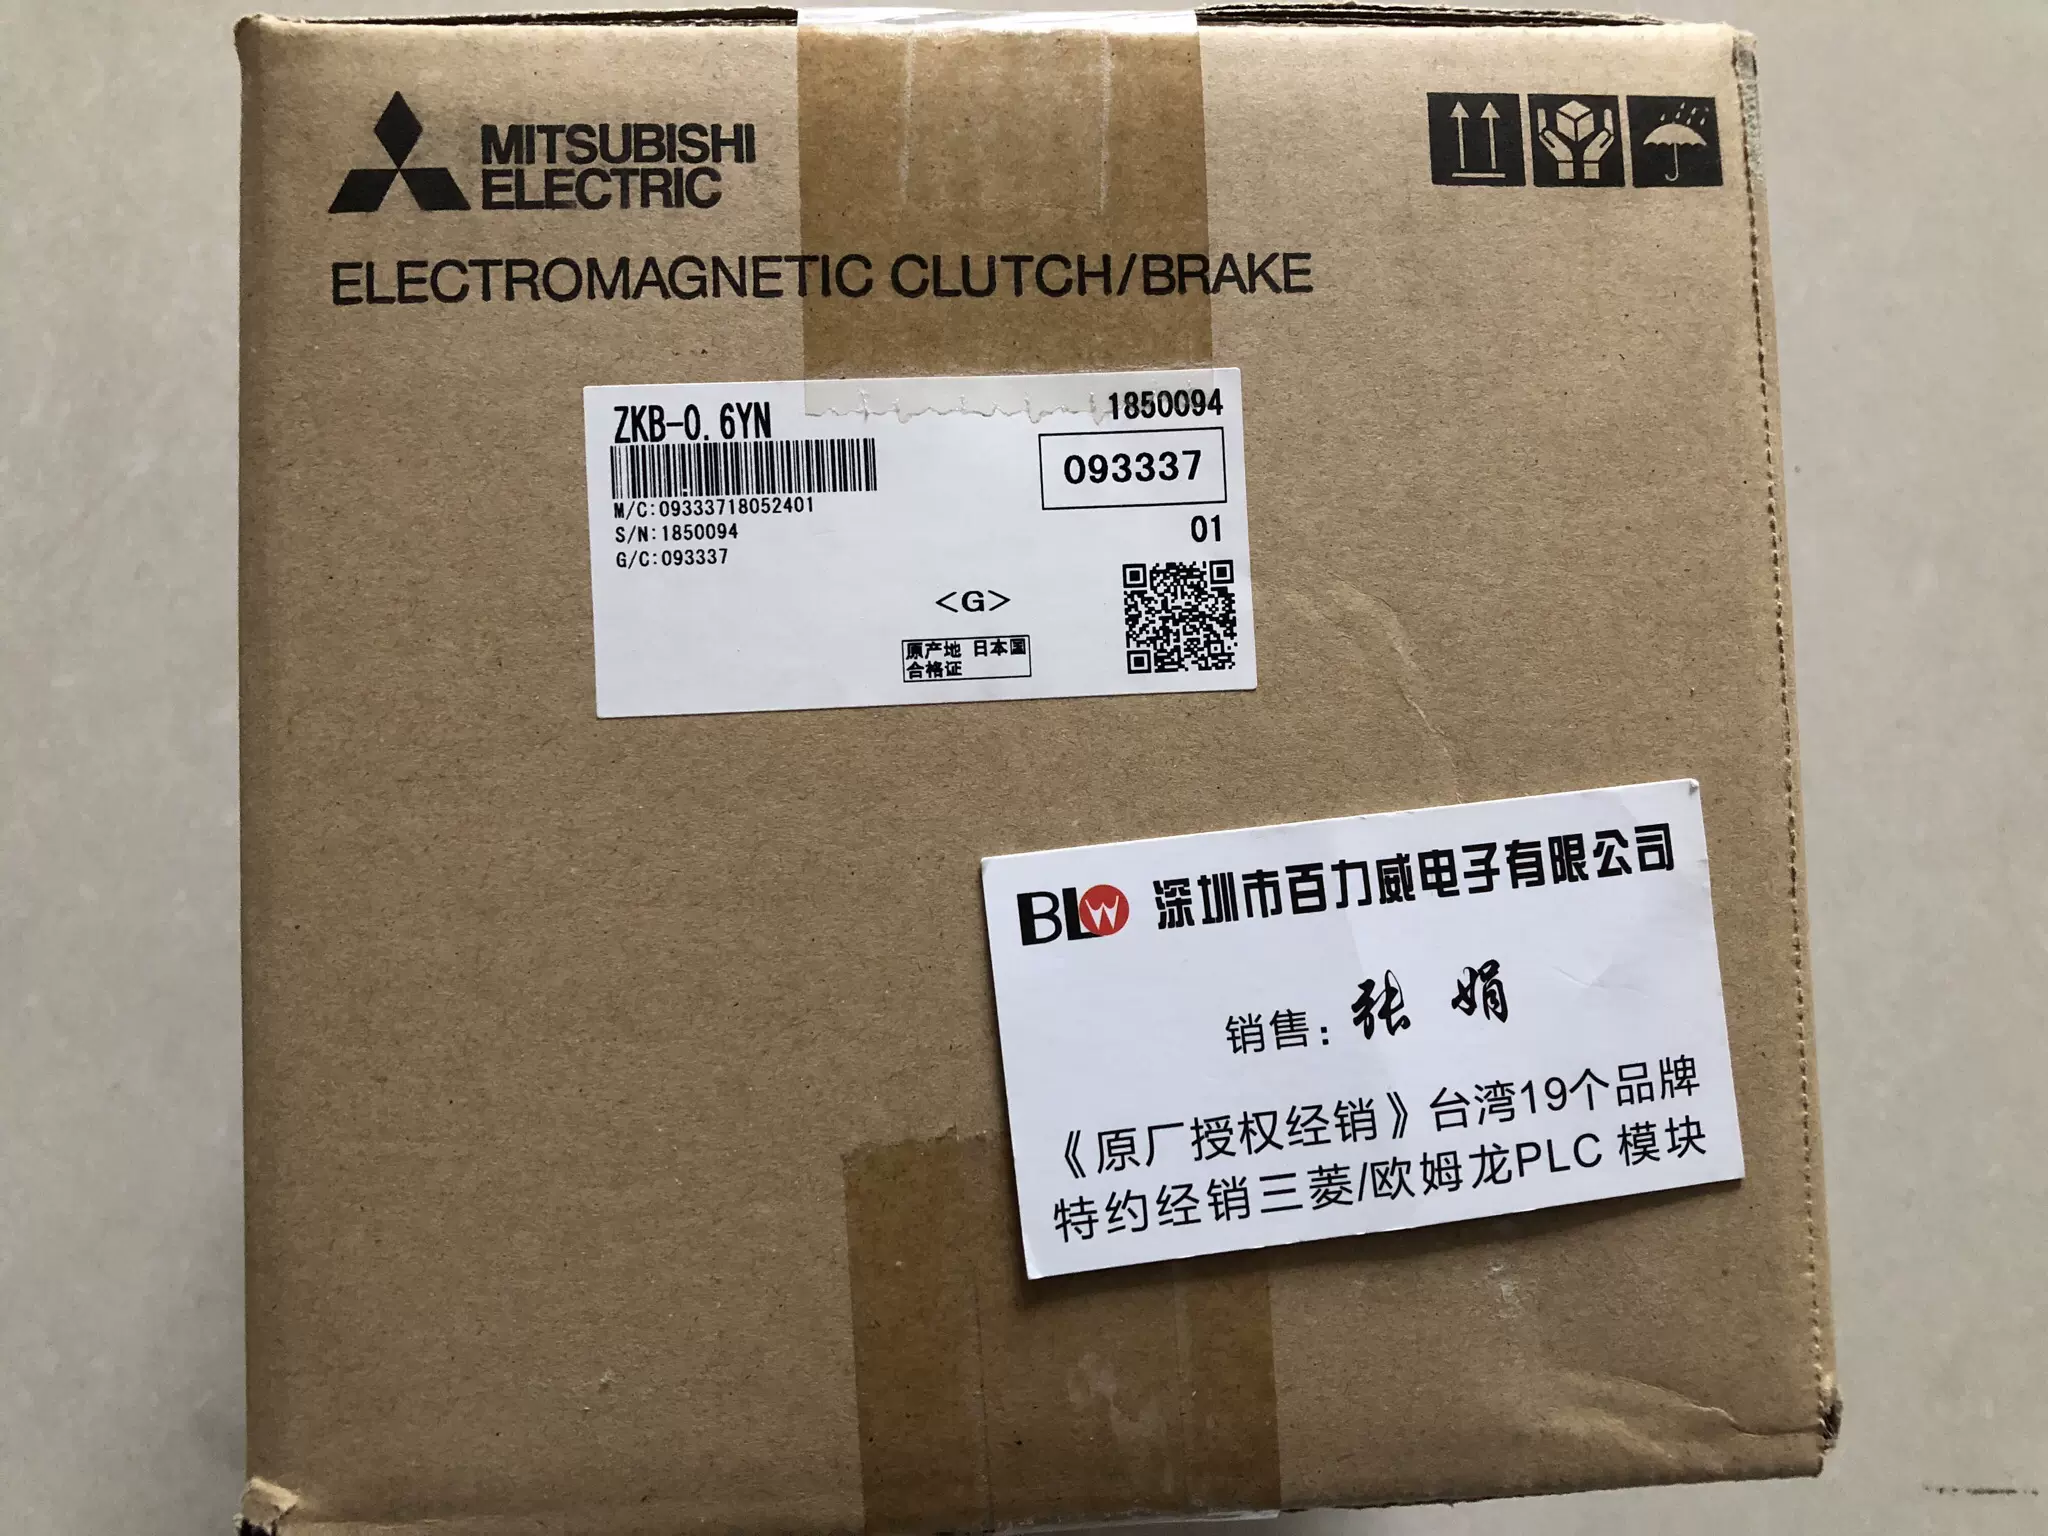 MITSUBISHI
ELECTRIC
ELECTROMAGNETIC CLUTCH/BRAKE
ZKB-0.6YN
1850094
093337
M/C:09333718052401
S/N:1850094
01
G/C:093337
<G>
原产地 日本国
合格证
BLW 深圳市百力威电子有限公司
销售: 张 娟
《原厂授权经销》台湾19个品牌
特约经销三菱/欧姆龙PLC 模块